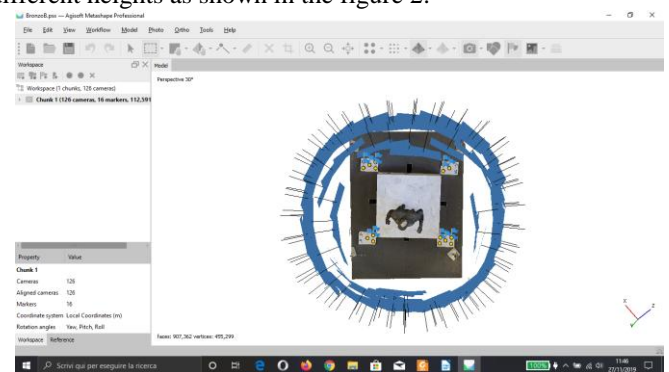 different heights as shown in the figure 2.
BronzoB.psx — Agisoft Metashape Professional
File Edit View Workflow Model Photo Ortho Tools Help
Workspace
Model
Workspace (1 chunks, 126 cameras)
Chunk 1 (126 cameras, 16 markers, 112,591
Perspective 30°
Property Value
Chunk 1
Cameras 126
Aligned cameras 126
Markers 16
Coordinate system Local Coordinates (m)
Rotation angles Yaw, Pitch, Roll
Workspace Reference
faces: 907,362 vertices: 455,299
X
Y
Z
Scrivi qui per eseguire la ricerca
100%
11:46
27/11/2019